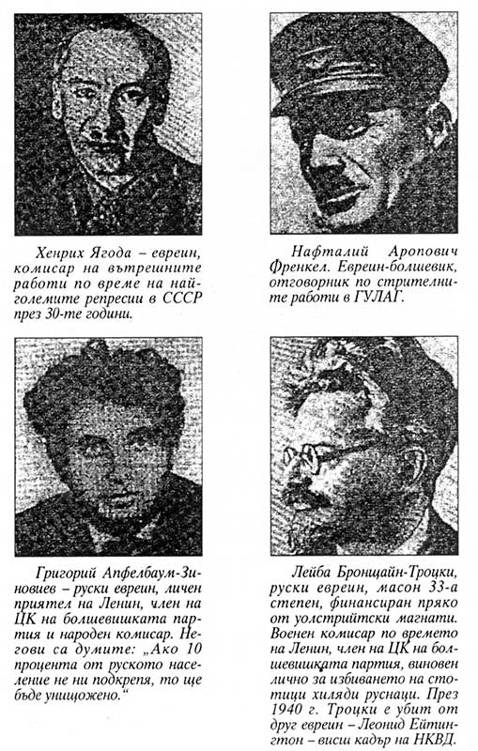 Хенрих Ягода – евреин,
комисар на вътрешните
работи по време на най-
големите репресии в СССР
през 30-те години.
Нафталий Аропович
Френкел. Евреин-болшевик,
отговорник по стрителни-
те работи в ГУЛАГ.
Григорий Апфелбаум-Зи-
новиев – руски евреин, личен
приятел на Ленин, член на
ЦК на болшевишката пар-
тия и народен комисар. Не-
гови са думите: „Ако 10
процента от руското насе-
ление не ни подкрепя, то ще
бъде унищожено.“
Лейба Бронщайн-Троцки,
руски евреин, масон 33-а
степен, финансиран пряко
от уолстрийтски магнати.
Военен комисар по времето
на Ленин, член на ЦК на бол-
шевишката партия, виновен
лично за избиването на сто-
тици хиляди руснаци. През
1940 г. Троцки е убит от
друг евреин – Леонид Ейтин-
гтон – висш кадър на НКВД.